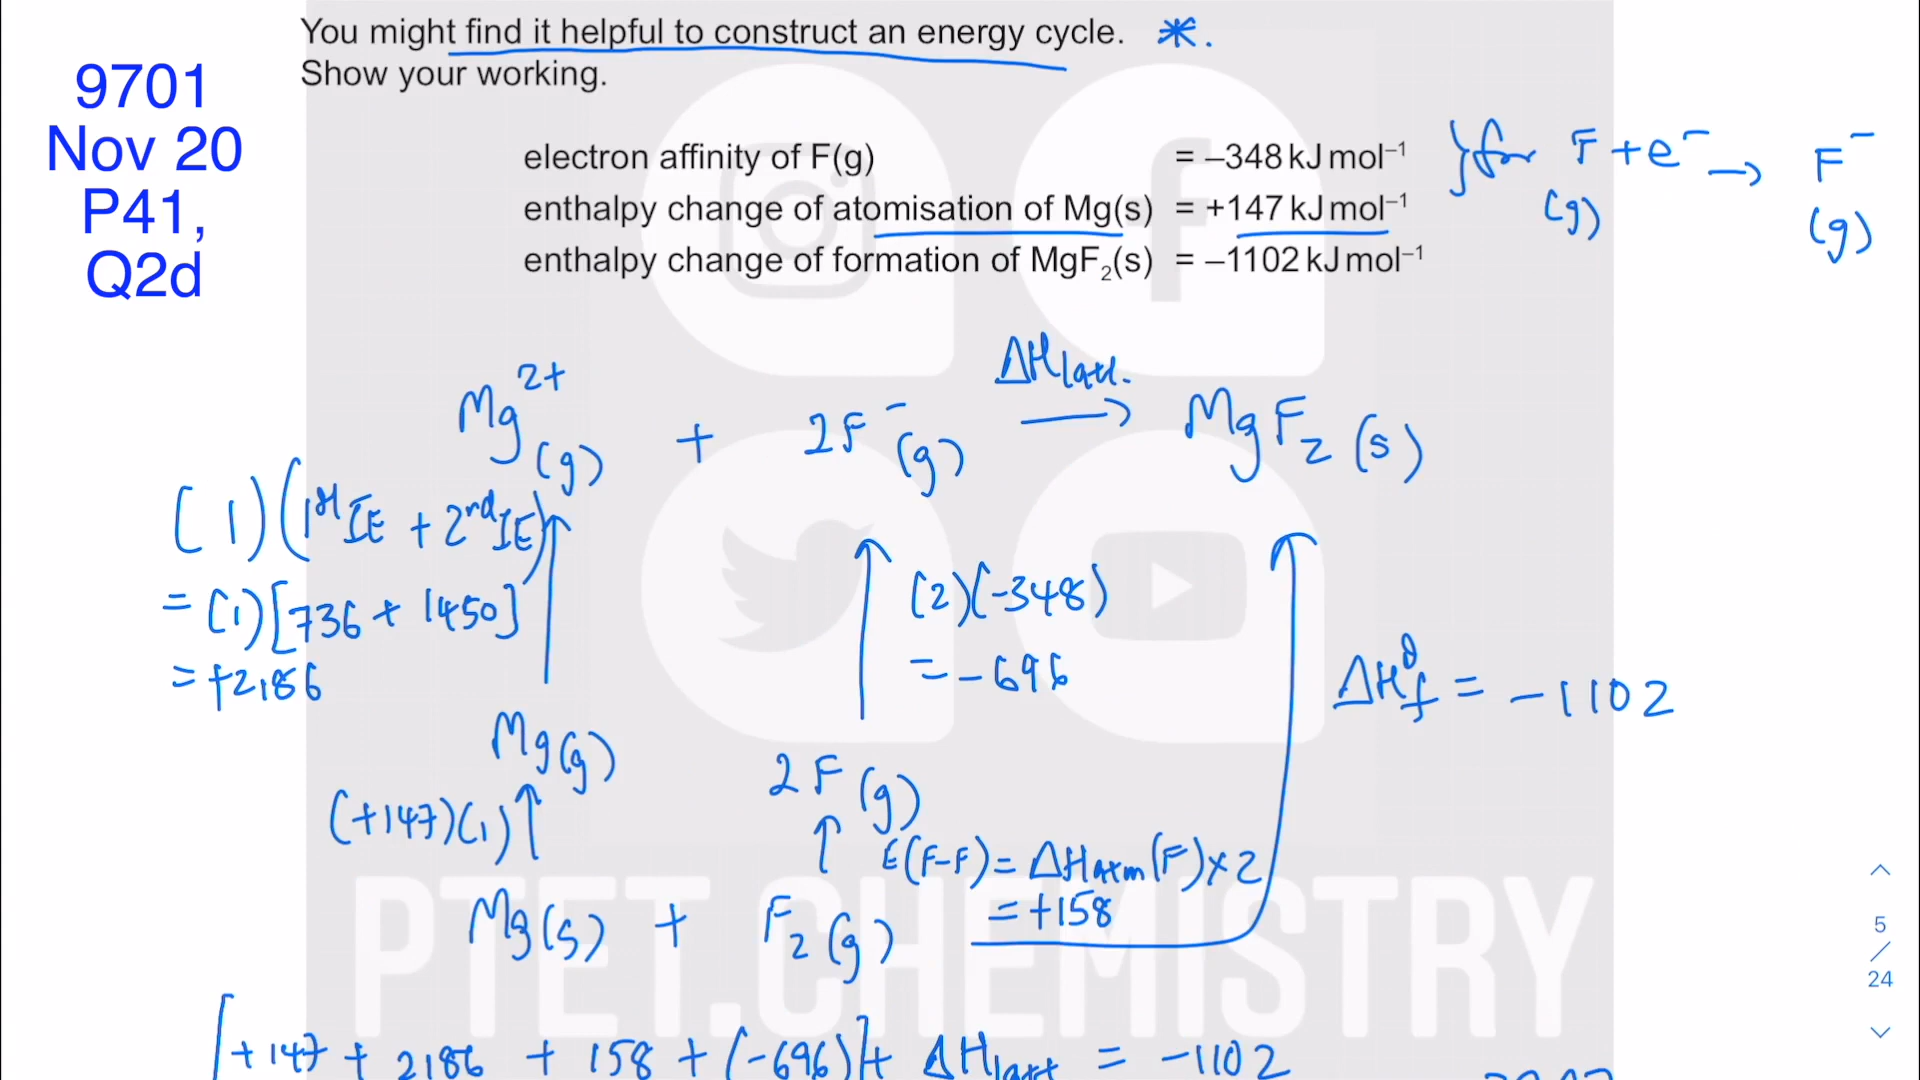 You might find it helpful to construct an energy cycle. *.
Show your working.
9701
Nov 20
P41,
Q2d
electron affinity of F(g) = –348 kJ mol⁻¹ } for F + e⁻ → F⁻
(g) (g)
enthalpy change of atomisation of Mg(s) = +147 kJ mol⁻¹
enthalpy change of formation of MgF₂(s) = –1102 kJ mol⁻¹
ΔHlatt.
Mg²⁺(g) + 2F⁻(g) → MgF₂(s)
(1)(1st IE + 2nd IE)
= (1)[736 + 1450]
= +2186
(2)(-348)
= -696
ΔHf° = -1102
Mg(g) 2F(g)
(+147)(1)
E(F-F) = ΔHatm(F) × 2
= +158
Mg(s) + F₂(g)
PTET.CHEMISTRY
[+147 + 2186 + 158 + (-696)] + ΔHlatt = -1102
5
/
24